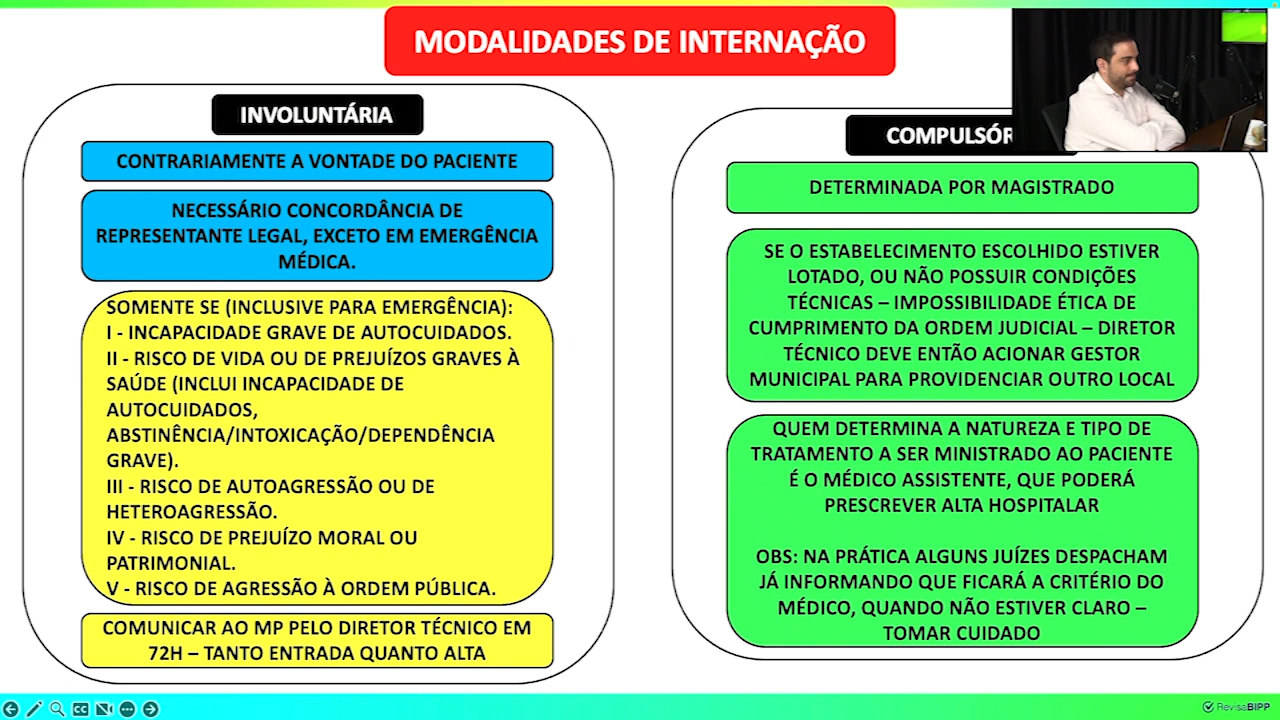 MODALIDADES DE INTERNAÇÃO
INVOLUNTÁRIA
CONTRARIAMENTE A VONTADE DO PACIENTE
NECESSÁRIO CONCORDÂNCIA DE
REPRESENTANTE LEGAL, EXCETO EM EMERGÊNCIA
MÉDICA.
SOMENTE SE (INCLUSIVE PARA EMERGÊNCIA):
I - INCAPACIDADE GRAVE DE AUTOCUIDADOS.
II - RISCO DE VIDA OU DE PREJUÍZOS GRAVES À
SAÚDE (INCLUI INCAPACIDADE DE
AUTOCUIDADOS,
ABSTINÊNCIA/INTOXICAÇÃO/DEPENDÊNCIA
GRAVE).
III - RISCO DE AUTOAGRESSÃO OU DE
HETEROAGRESSÃO.
IV - RISCO DE PREJUÍZO MORAL OU
PATRIMONIAL.
V - RISCO DE AGRESSÃO À ORDEM PÚBLICA.
COMUNICAR AO MP PELO DIRETOR TÉCNICO EM
72H – TANTO ENTRADA QUANTO ALTA
COMPULSÓR
DETERMINADA POR MAGISTRADO
SE O ESTABELECIMENTO ESCOLHIDO ESTIVER
LOTADO, OU NÃO POSSUIR CONDIÇÕES
TÉCNICAS – IMPOSSIBILIDADE ÉTICA DE
CUMPRIMENTO DA ORDEM JUDICIAL – DIRETOR
TÉCNICO DEVE ENTÃO ACIONAR GESTOR
MUNICIPAL PARA PROVIDENCIAR OUTRO LOCAL
QUEM DETERMINA A NATUREZA E TIPO DE
TRATAMENTO A SER MINISTRADO AO PACIENTE
É O MÉDICO ASSISTENTE, QUE PODERÁ
PRESCREVER ALTA HOSPITALAR
OBS: NA PRÁTICA ALGUNS JUÍZES DESPACHAM
JÁ INFORMANDO QUE FICARÁ A CRITÉRIO DO
MÉDICO, QUANDO NÃO ESTIVER CLARO –
TOMAR CUIDADO
CC
RevisaBIPP